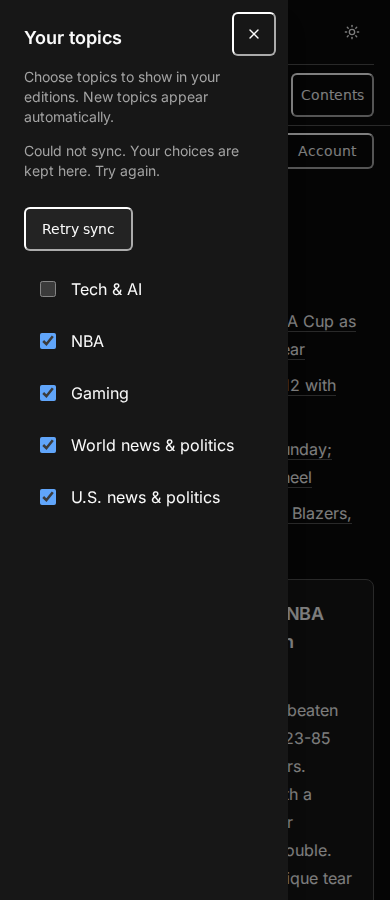 Your topics
Choose topics to show in your
editions. New topics appear
automatically.
Could not sync. Your choices are
kept here. Try again.
Retry sync
Tech & AI
NBA
Gaming
World news & politics
U.S. news & politics
Contents
Account
A Cup as
ear
2 with
unday;
heel
Blazers,
NBA
n
beaten
23-85
rs.
th a
r
ouble.
ique tear